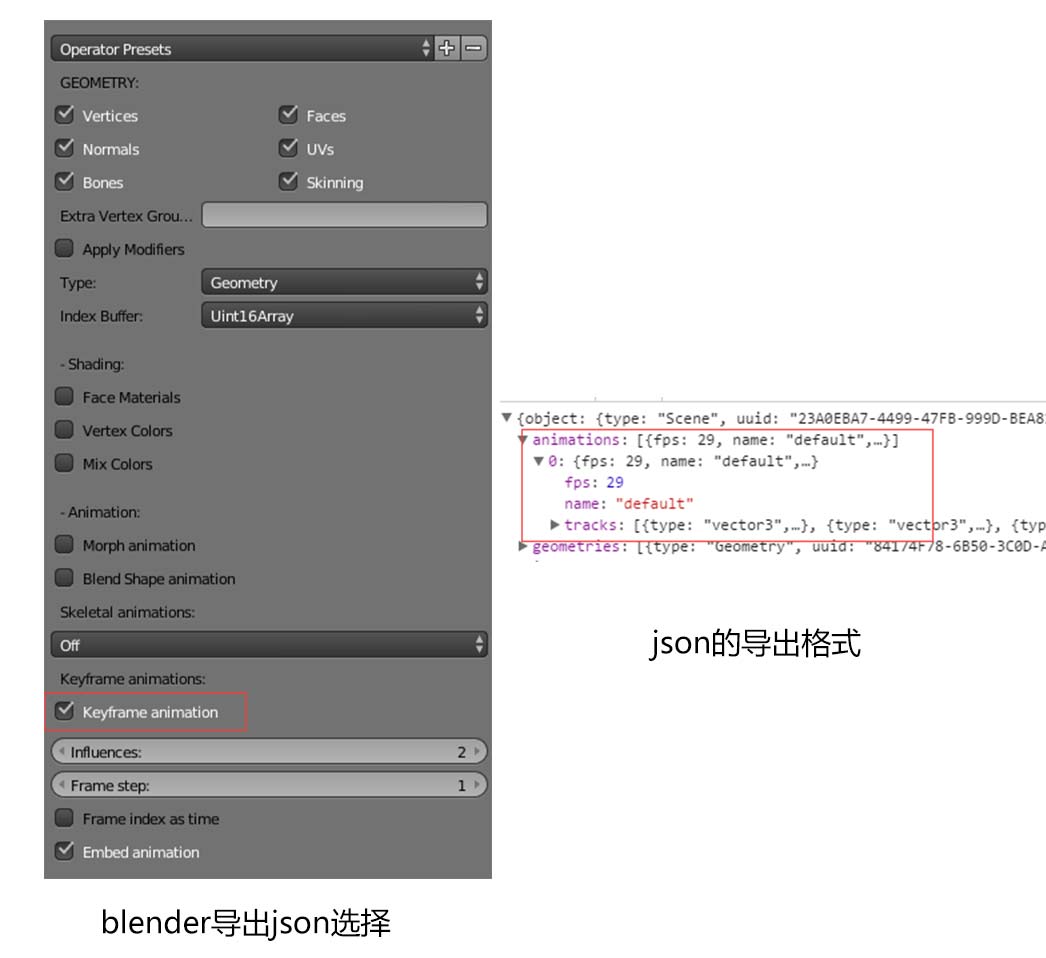 Operator Presets
GEOMETRY:
Vertices
Faces
Normals
UVs
Bones
Skinning
Extra Vertex Grou...
Apply Modifiers
Type:
Geometry
Index Buffer:
Uint16Array
- Shading:
Face Materials
Vertex Colors
Mix Colors
- Animation:
Morph animation
Blend Shape animation
Skeletal animations:
Off
Keyframe animations:
Keyframe animation
Influences: 2
Frame step: 1
Frame index as time
Embed animation
blender导出json选择
{object: {type: "Scene", uuid: "23A0EBA7-4499-47FB-999D-BEA8
animations: [{fps: 29, name: "default",…}]
0: {fps: 29, name: "default",…}
fps: 29
name: "default"
tracks: [{type: "vector3",…}, {type: "vector3",…}, {typ
geometries: [{type: "Geometry", uuid: "84174F78-6B50-3C0D-A
json的导出格式